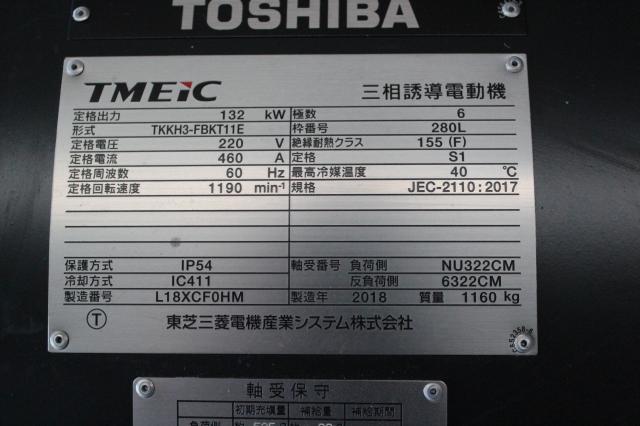 TOSHIBA
TMEiC 三相誘導電動機
定格出力 132 kW 極数 6
形式 TKKH3-FBKT11E 枠番号 280L
定格電圧 220 V 絶縁耐熱クラス 155 (F)
定格電流 460 A 定格 S1
定格周波数 60 Hz 最高冷媒温度 40 ℃
定格回転速度 1190 min-1 規格 JEC-2110:2017
保護方式 IP54 軸受番号 負荷側 NU322CM
冷却方式 IC411 反負荷側 6322CM
製造番号 L18XCF0HM 製造年 2018 質量 1160 kg
Ⓣ 東芝三菱電機産業システム株式会社
軸受保守
初期充填量 補給量 補給期間
負荷側